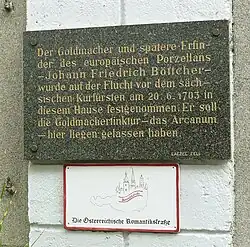 Der Goldmacher und spätere Erfin-
der des europäischen Porzellans
–Johann Friedrich Böttcher–
wurde auf der Flucht vor dem säch-
sischen Kurfürsten am 20. 6. 1703 in
diesem Hause festgenommen. Er soll
die Goldmachertinktur–das Arcanum
–hier liegen gelassen haben.
Die Österreichische Romantikstraße